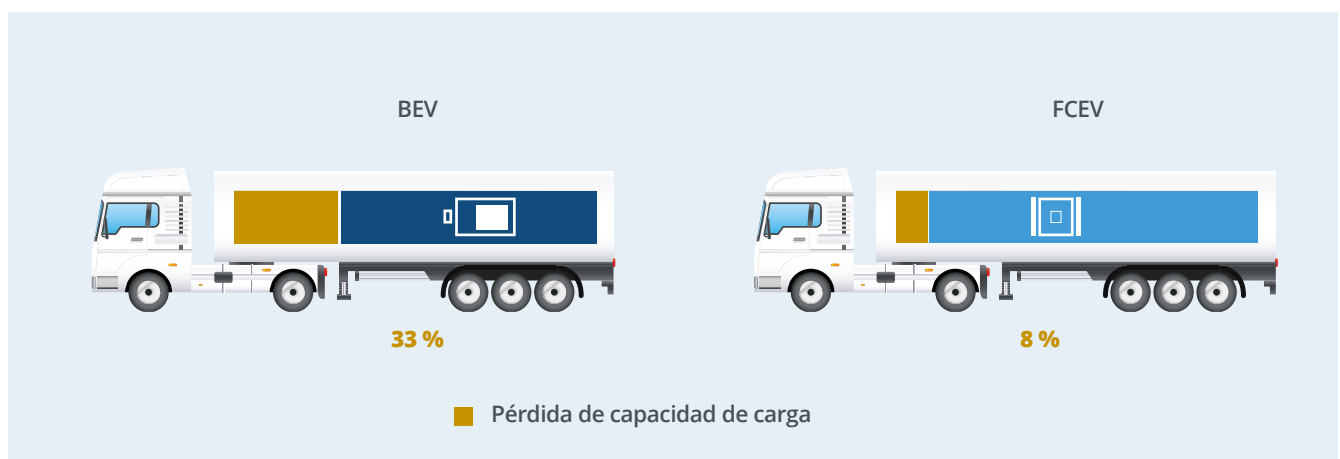 BEV
FCEV
33 %
8 %
Pérdida de capacidad de carga